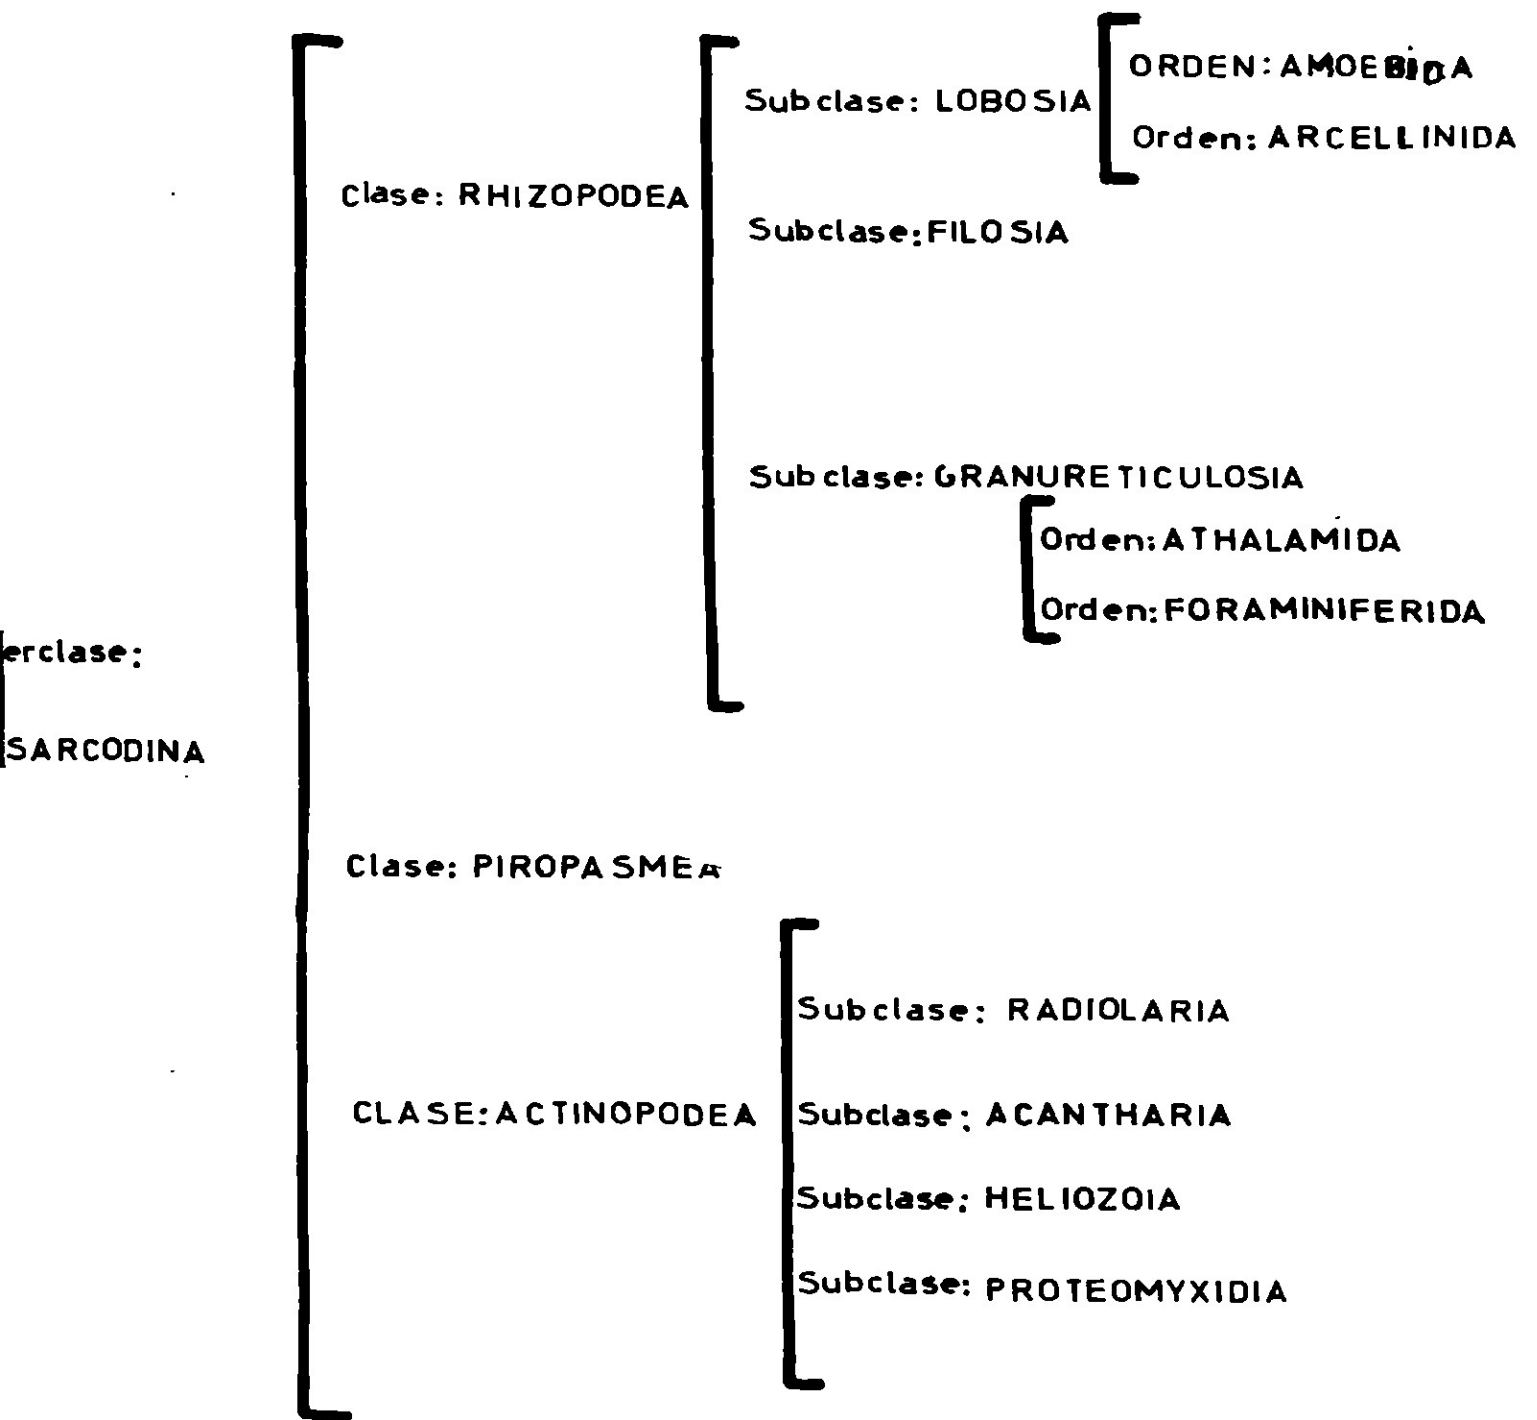 ORDEN: AMOEBIDA
Subclase: LOBOSIA
Orden: ARCELLINIDA
Clase: RHIZOPODEA
Subclase: FILOSIA
Subclase: GRANURETICULOSIA
Orden: ATHALAMIDA
Orden: FORAMINIFERIDA
erclase:
SARCODINA
Clase: PIROPASMEA
Subclase: RADIOLARIA
CLASE: ACTINOPODEA
Subclase: ACANTHARIA
Subclase: HELIOZOIA
Subclase: PROTEOMYXIDIA